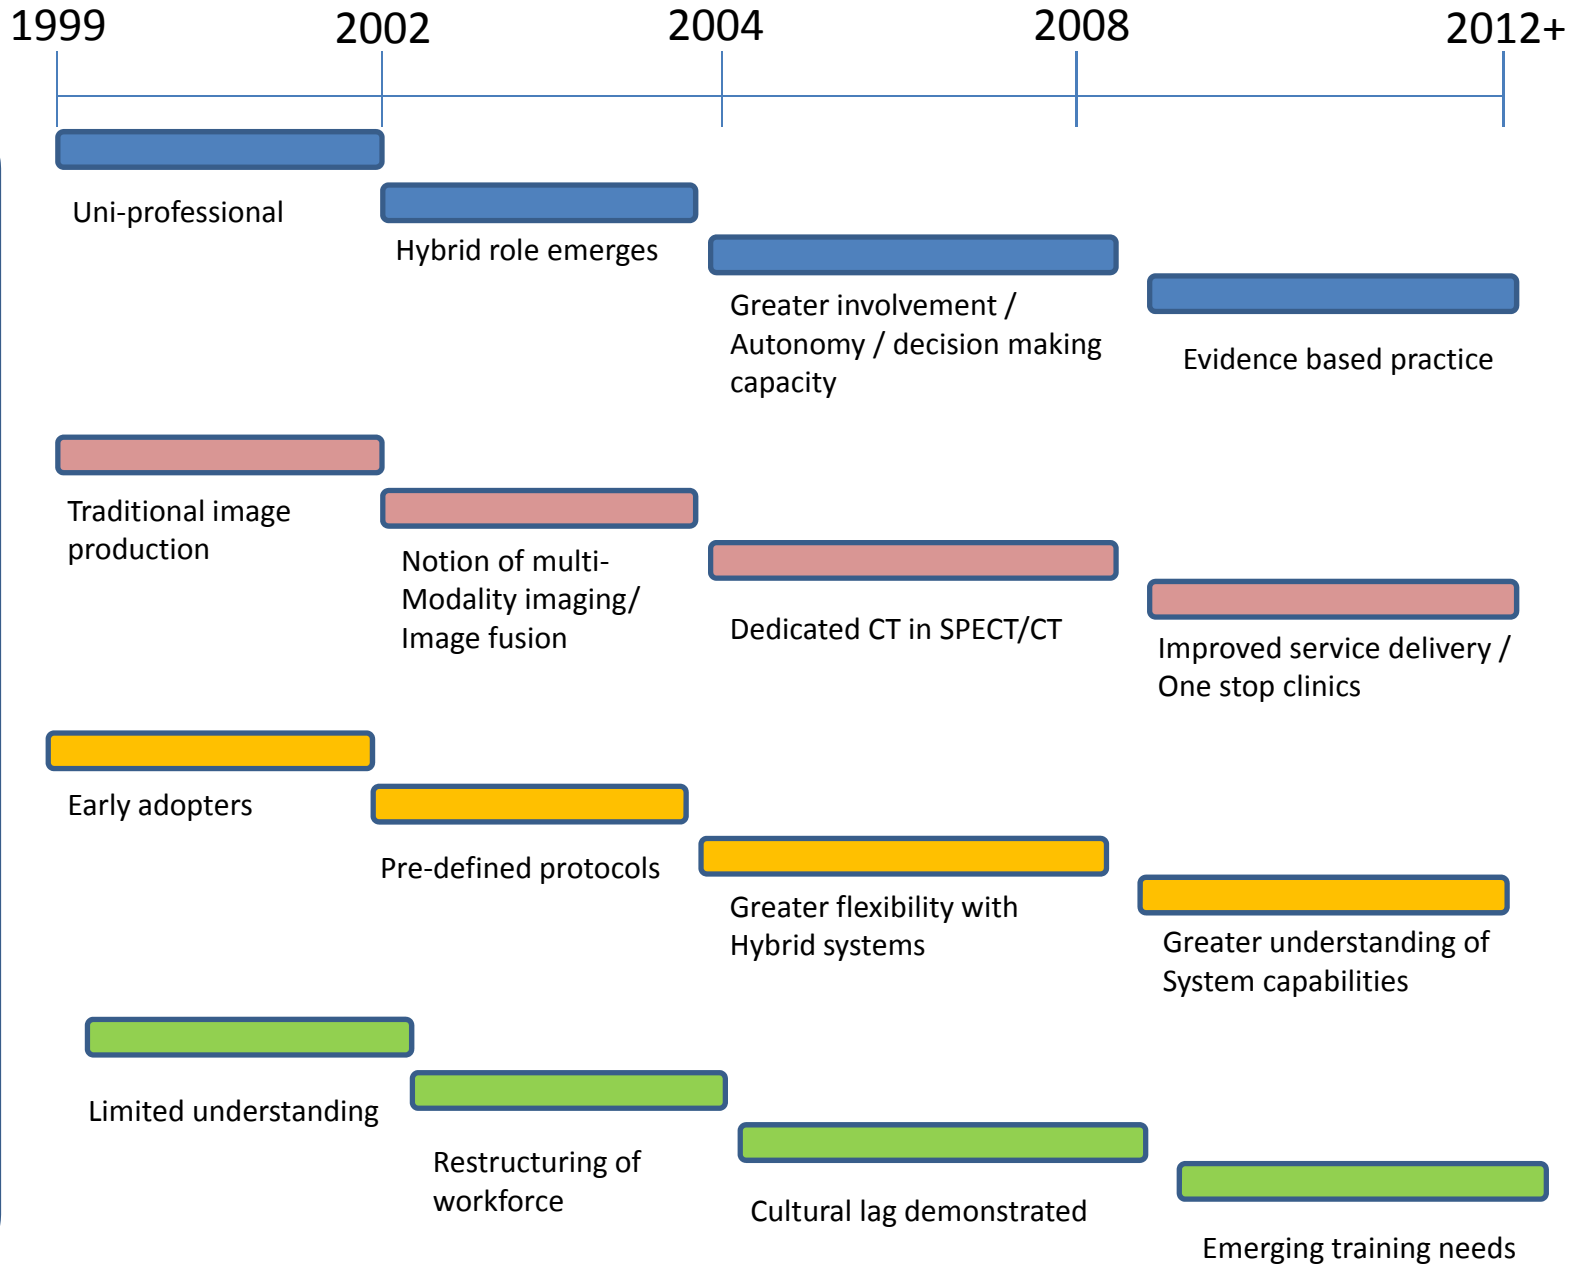 1999
2002
2004
2008
2012+
Uni-professional
Hybrid role emerges
Greater involvement /
Autonomy / decision making
capacity
Evidence based practice
Traditional image
production
Notion of multi-
Modality imaging/
Image fusion
Dedicated CT in SPECT/CT
Improved service delivery /
One stop clinics
Early adopters
Pre-defined protocols
Greater flexibility with
Hybrid systems
Greater understanding of
System capabilities
Limited understanding
Restructuring of
workforce
Cultural lag demonstrated
Emerging training needs